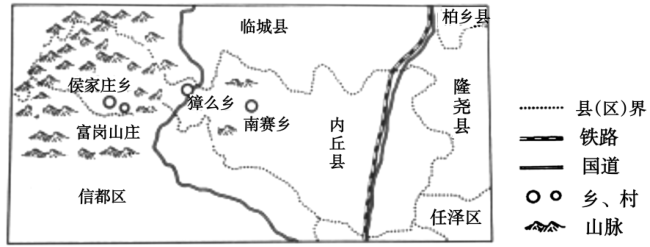 临城县
柏乡县
侯家庄乡
獐么乡
南赛乡
富岗山庄
内丘县
隆尧县
信都区
任泽区
县(区)界
铁路
国道
乡、村
山脉